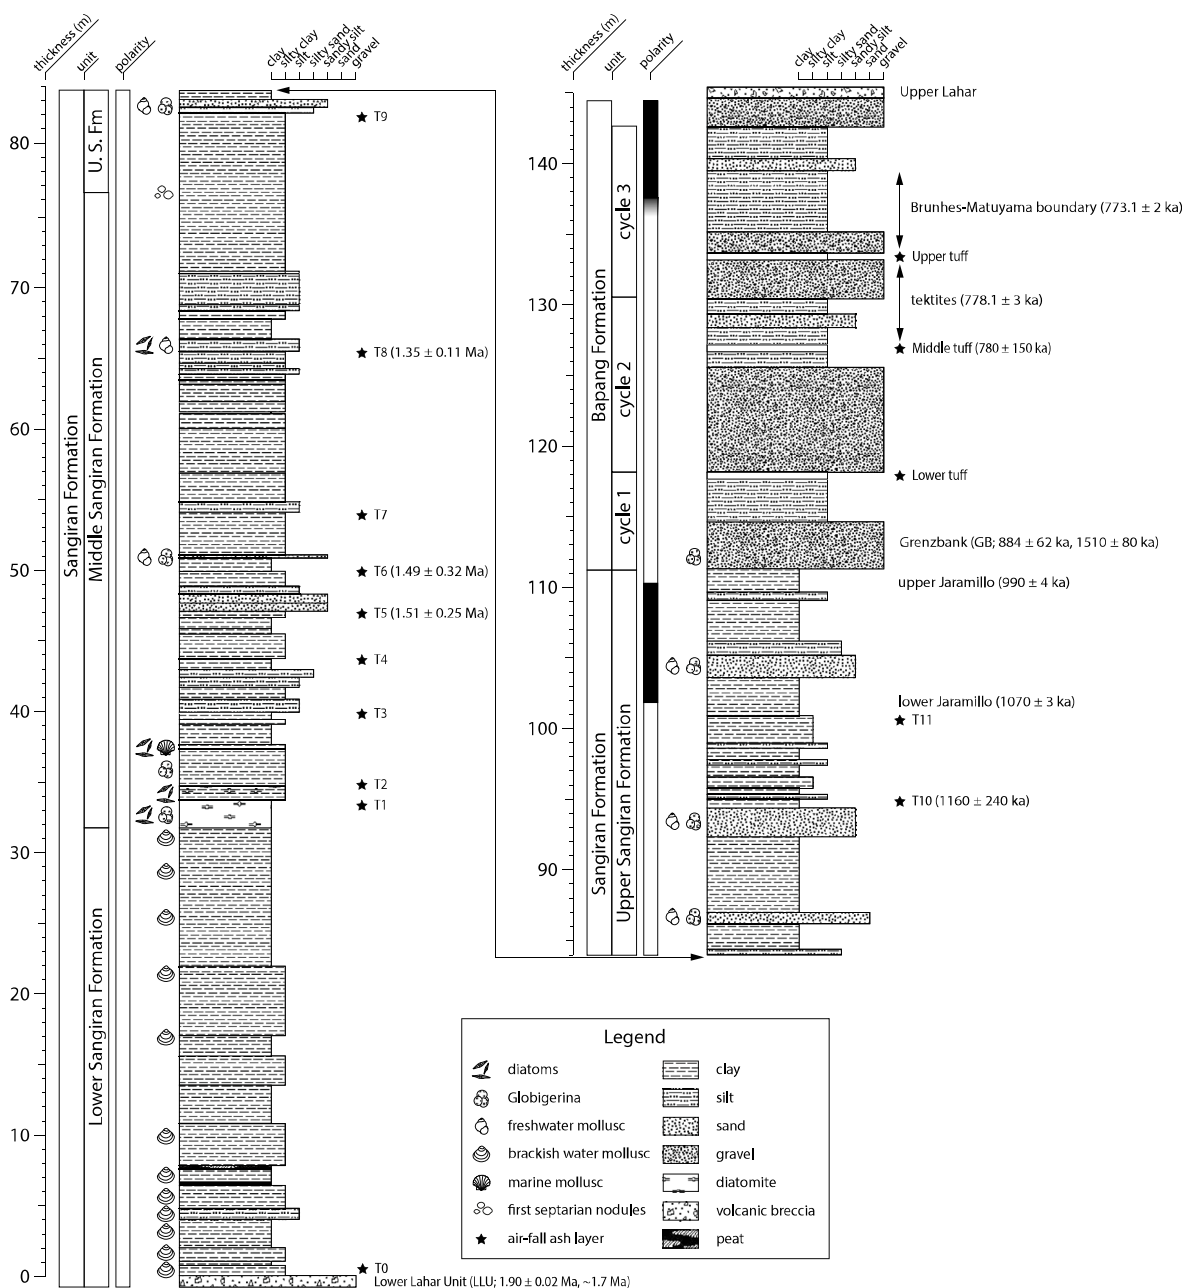 thickness (m)
unit
polarity
clay
silty clay
silt
silty sand
sandy silt
sand
gravel
U. S. Fm
Sangiran Formation
Middle Sangiran Formation
Lower Sangiran Formation
80
70
60
50
40
30
20
10
0
T9
T8 (1.35 ± 0.11 Ma)
T7
T6 (1.49 ± 0.32 Ma)
T5 (1.51 ± 0.25 Ma)
T4
T3
T2
T1
T0
Lower Lahar Unit (LLU; 1.90 ± 0.02 Ma, ~1.7 Ma)
thickness (m)
unit
polarity
clay
silty clay
silt
silty sand
sandy silt
sand
gravel
140
130
120
110
100
90
Bapang Formation
cycle 3
cycle 2
cycle 1
Sangiran Formation
Upper Sangiran Formation
Upper Lahar
Brunhes-Matuyama boundary (773.1 ± 2 ka)
Upper tuff
tektites (778.1 ± 3 ka)
Middle tuff (780 ± 150 ka)
Lower tuff
Grenzbank (GB; 884 ± 62 ka, 1510 ± 80 ka)
upper Jaramillo (990 ± 4 ka)
lower Jaramillo (1070 ± 3 ka)
T11
T10 (1160 ± 240 ka)
Legend
diatoms
Globigerina
freshwater mollusc
brackish water mollusc
marine mollusc
first septarian nodules
air-fall ash layer
clay
silt
sand
gravel
diatomite
volcanic breccia
peat